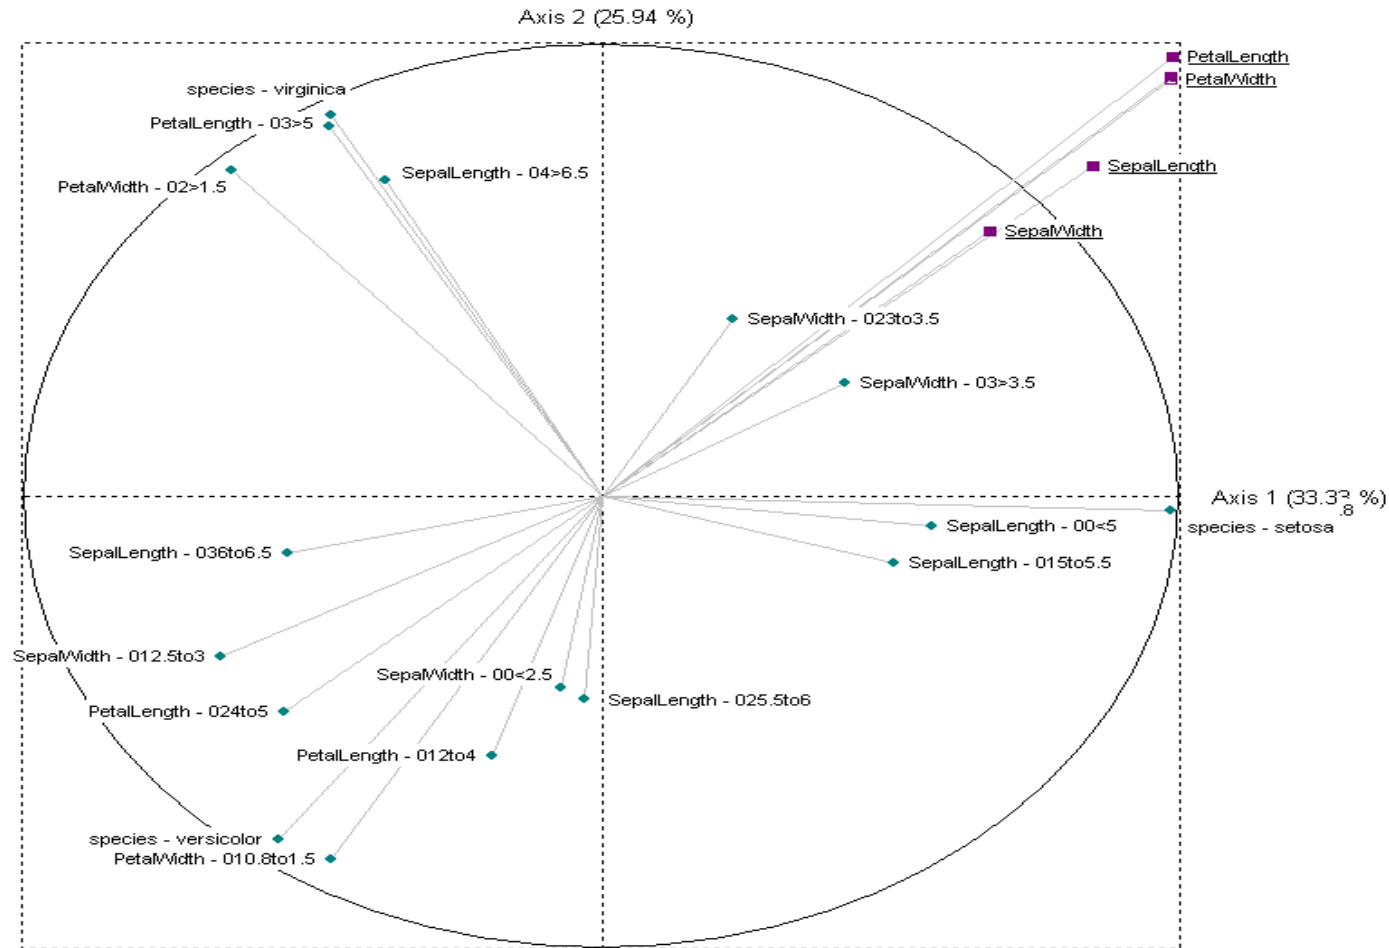 Axis 2 (25.94 %)
PetalLength
PetalWidth
species - virginica
PetalLength - 03>5
SepalLength
SepalLength - 04>6.5
PetalWidth - 02>1.5
SepalWidth
SepalWidth - 023to3.5
SepalWidth - 03>3.5
Axis 1 (33.33 %)
.8
SepalLength - 00<5
species - setosa
SepalLength - 036to6.5
SepalLength - 015to5.5
SepalWidth - 012.5to3
SepalWidth - 00<2.5
SepalLength - 025.5to6
PetalLength - 024to5
PetalLength - 012to4
species - versicolor
PetalWidth - 010.8to1.5